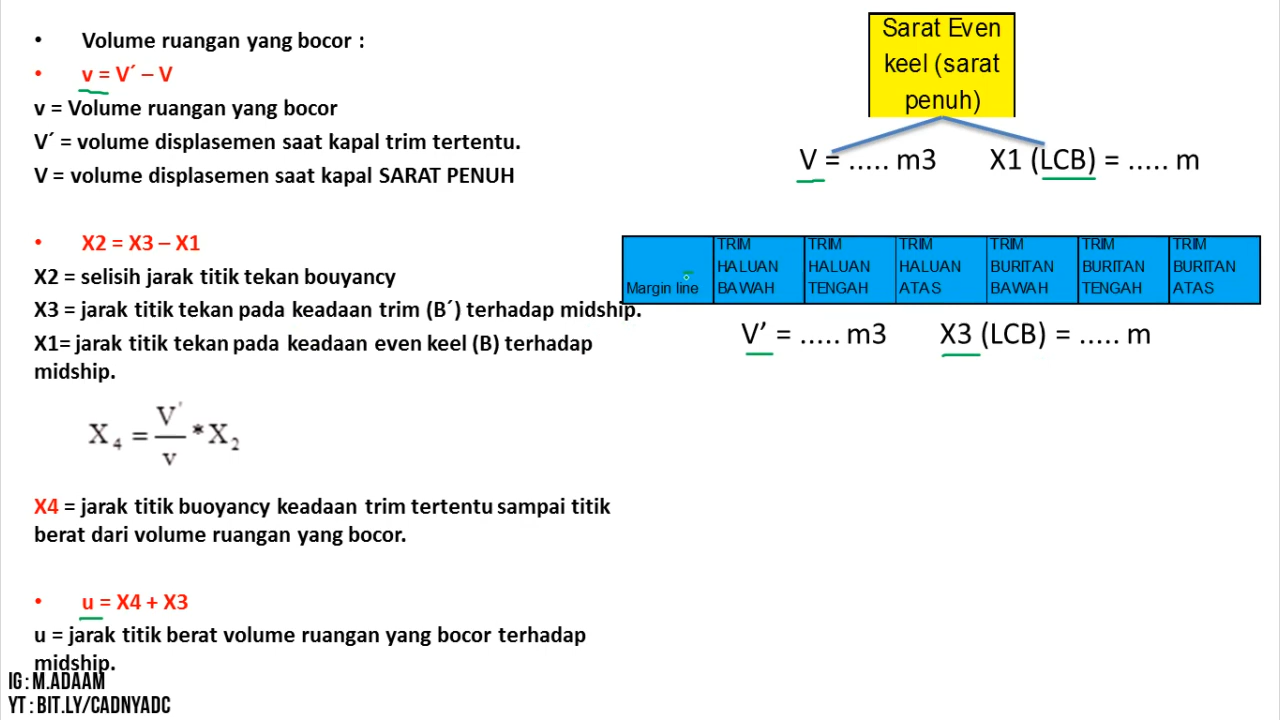 • Volume ruangan yang bocor :
• v = V´ – V
v = Volume ruangan yang bocor
V´ = volume displasemen saat kapal trim tertentu.
V = volume displasemen saat kapal SARAT PENUH
• X2 = X3 – X1
X2 = selisih jarak titik tekan bouyancy
X3 = jarak titik tekan pada keadaan trim (B´) terhadap midship.
X1= jarak titik tekan pada keadaan even keel (B) terhadap
midship.
X4 = V'/v * X2
X4 = jarak titik buoyancy keadaan trim tertentu sampai titik
berat dari volume ruangan yang bocor.
• u = X4 + X3
u = jarak titik berat volume ruangan yang bocor terhadap
midship.
IG : M.ADAAM
YT : BIT.LY/CADNYADC
Sarat Even
keel (sarat
penuh)
V = ..... m3 X1 (LCB) = ..... m
Margin line
TRIM
HALUAN
BAWAH
TRIM
HALUAN
TENGAH
TRIM
HALUAN
ATAS
TRIM
BURITAN
BAWAH
TRIM
BURITAN
TENGAH
TRIM
BURITAN
ATAS
V’ = ..... m3 X3 (LCB) = ..... m